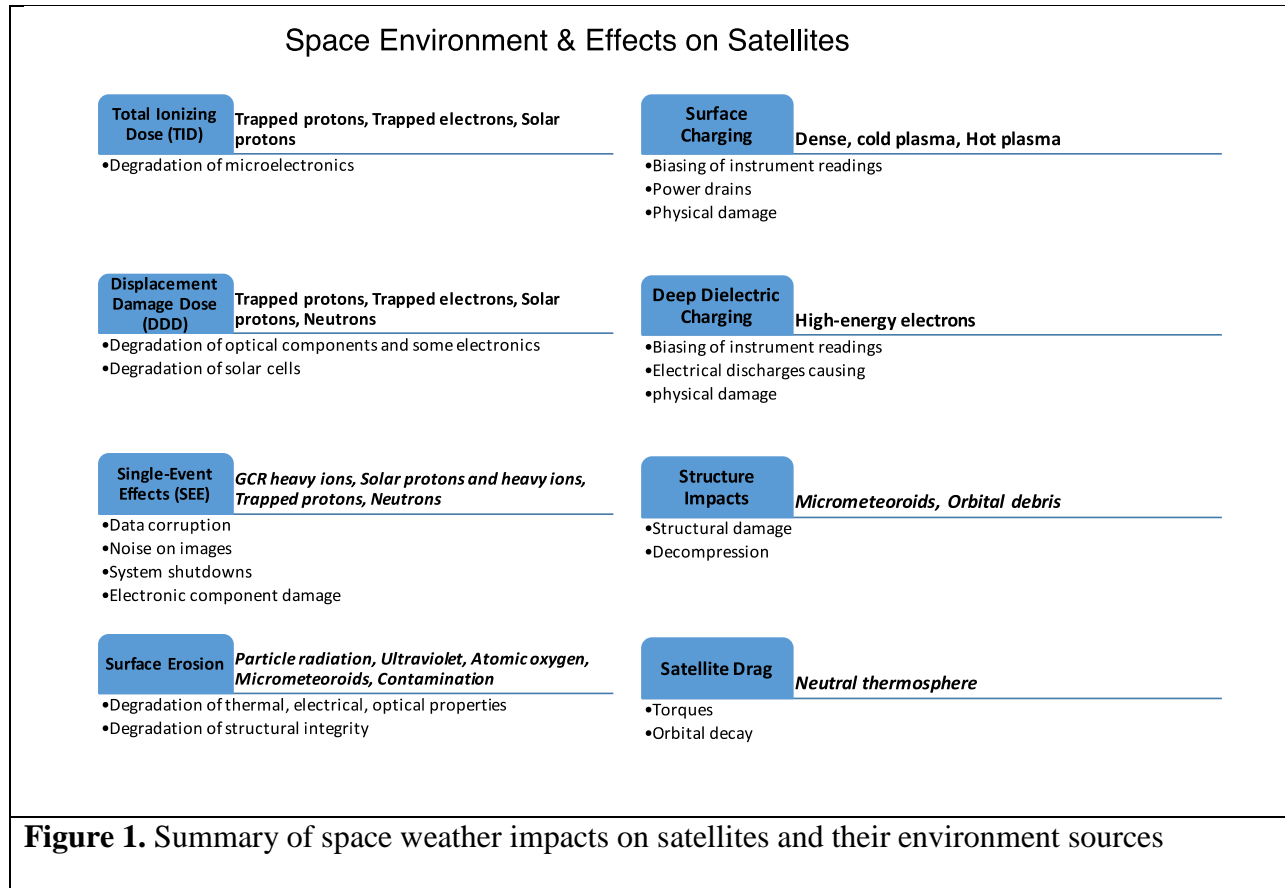 Space Environment & Effects on Satellites
Total Ionizing
Dose (TID)
Trapped protons, Trapped electrons, Solar
protons
•Degradation of microelectronics
Displacement
Damage Dose
(DDD)
Trapped protons, Trapped electrons, Solar
protons, Neutrons
•Degradation of optical components and some electronics
•Degradation of solar cells
Single-Event
Effects (SEE)
GCR heavy ions, Solar protons and heavy ions,
Trapped protons, Neutrons
•Data corruption
•Noise on images
•System shutdowns
•Electronic component damage
Surface Erosion
Particle radiation, Ultraviolet, Atomic oxygen,
Micrometeoroids, Contamination
•Degradation of thermal, electrical, optical properties
•Degradation of structural integrity
Surface
Charging
Dense, cold plasma, Hot plasma
•Biasing of instrument readings
•Power drains
•Physical damage
Deep Dielectric
Charging
High-energy electrons
•Biasing of instrument readings
•Electrical discharges causing
•physical damage
Structure
Impacts
Micrometeoroids, Orbital debris
•Structural damage
•Decompression
Satellite Drag
Neutral thermosphere
•Torques
•Orbital decay
Figure 1. Summary of space weather impacts on satellites and their environment sources